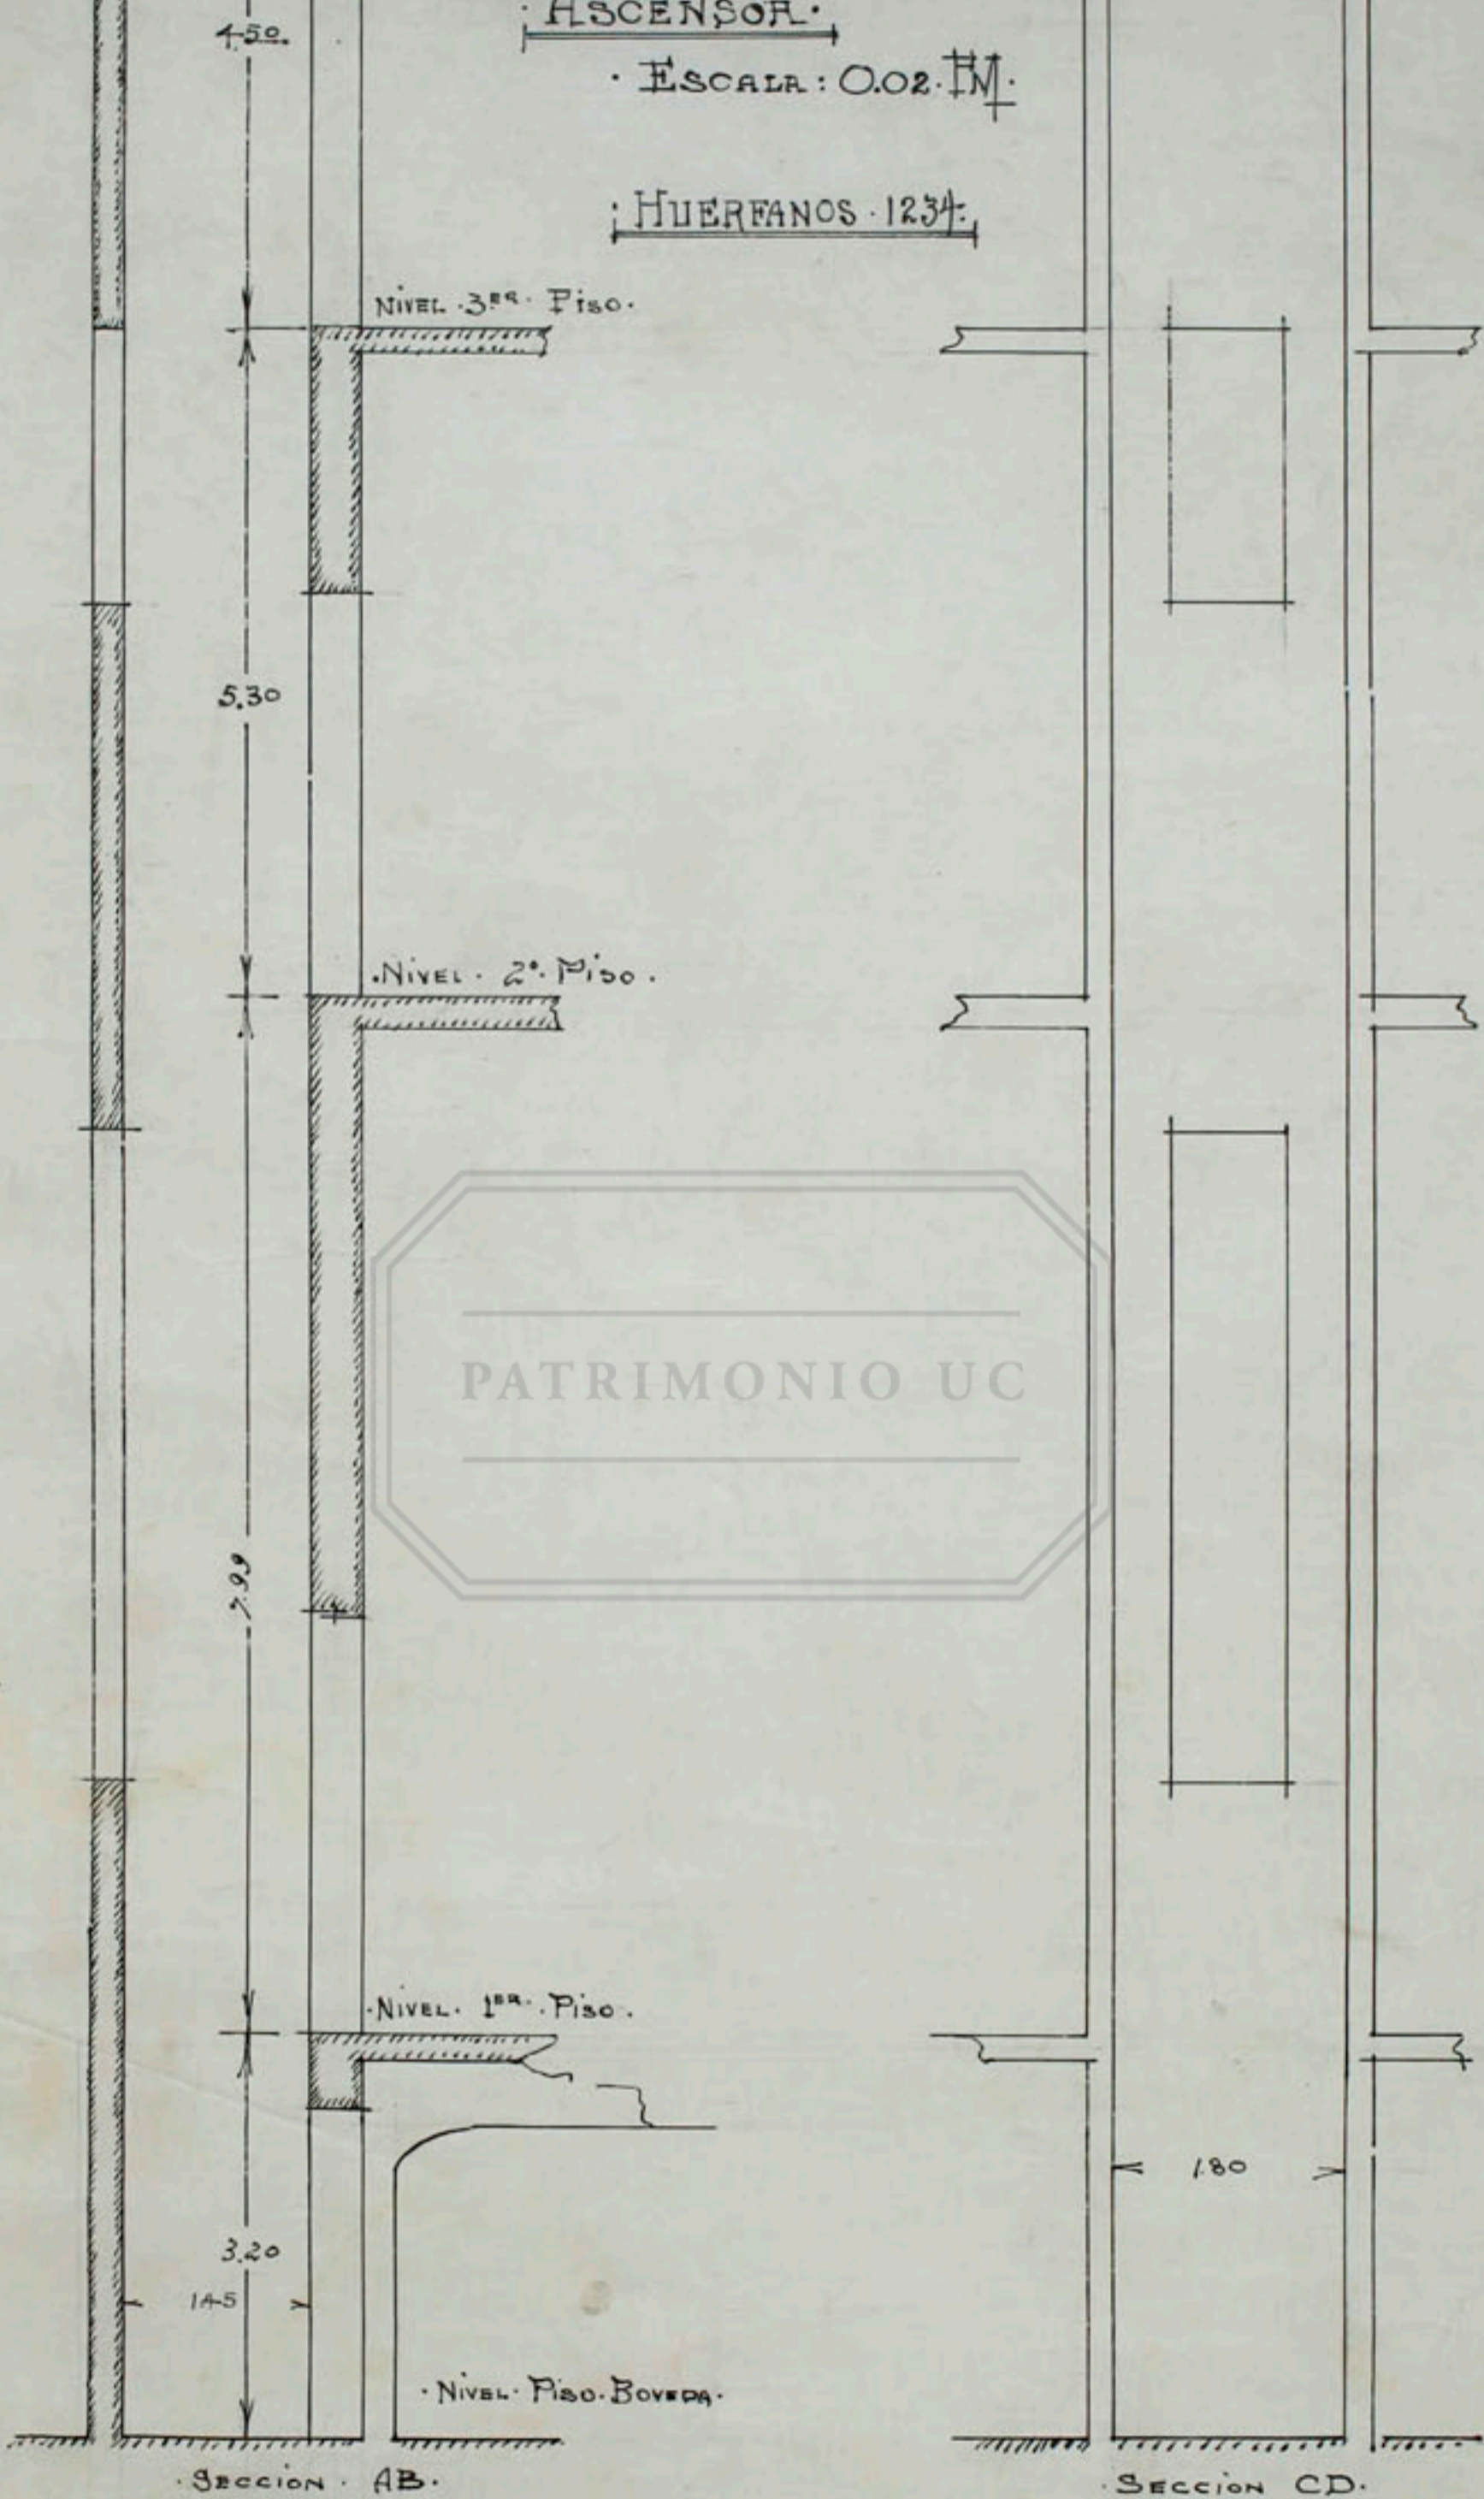 4.50
· ASCENSOR ·
· ESCALA : 0.02 · P.M ·
: HUERFANOS · 1234 :
NIVEL · 3ER · PISO ·
5.30
· NIVEL · 2° · PISO ·
PATRIMONIO UC
7.99
· NIVEL · 1ER · PISO ·
1.80
3.20
1.45
· NIVEL · PISO · BOVEDA ·
· SECCION · AB ·
· SECCION CD ·